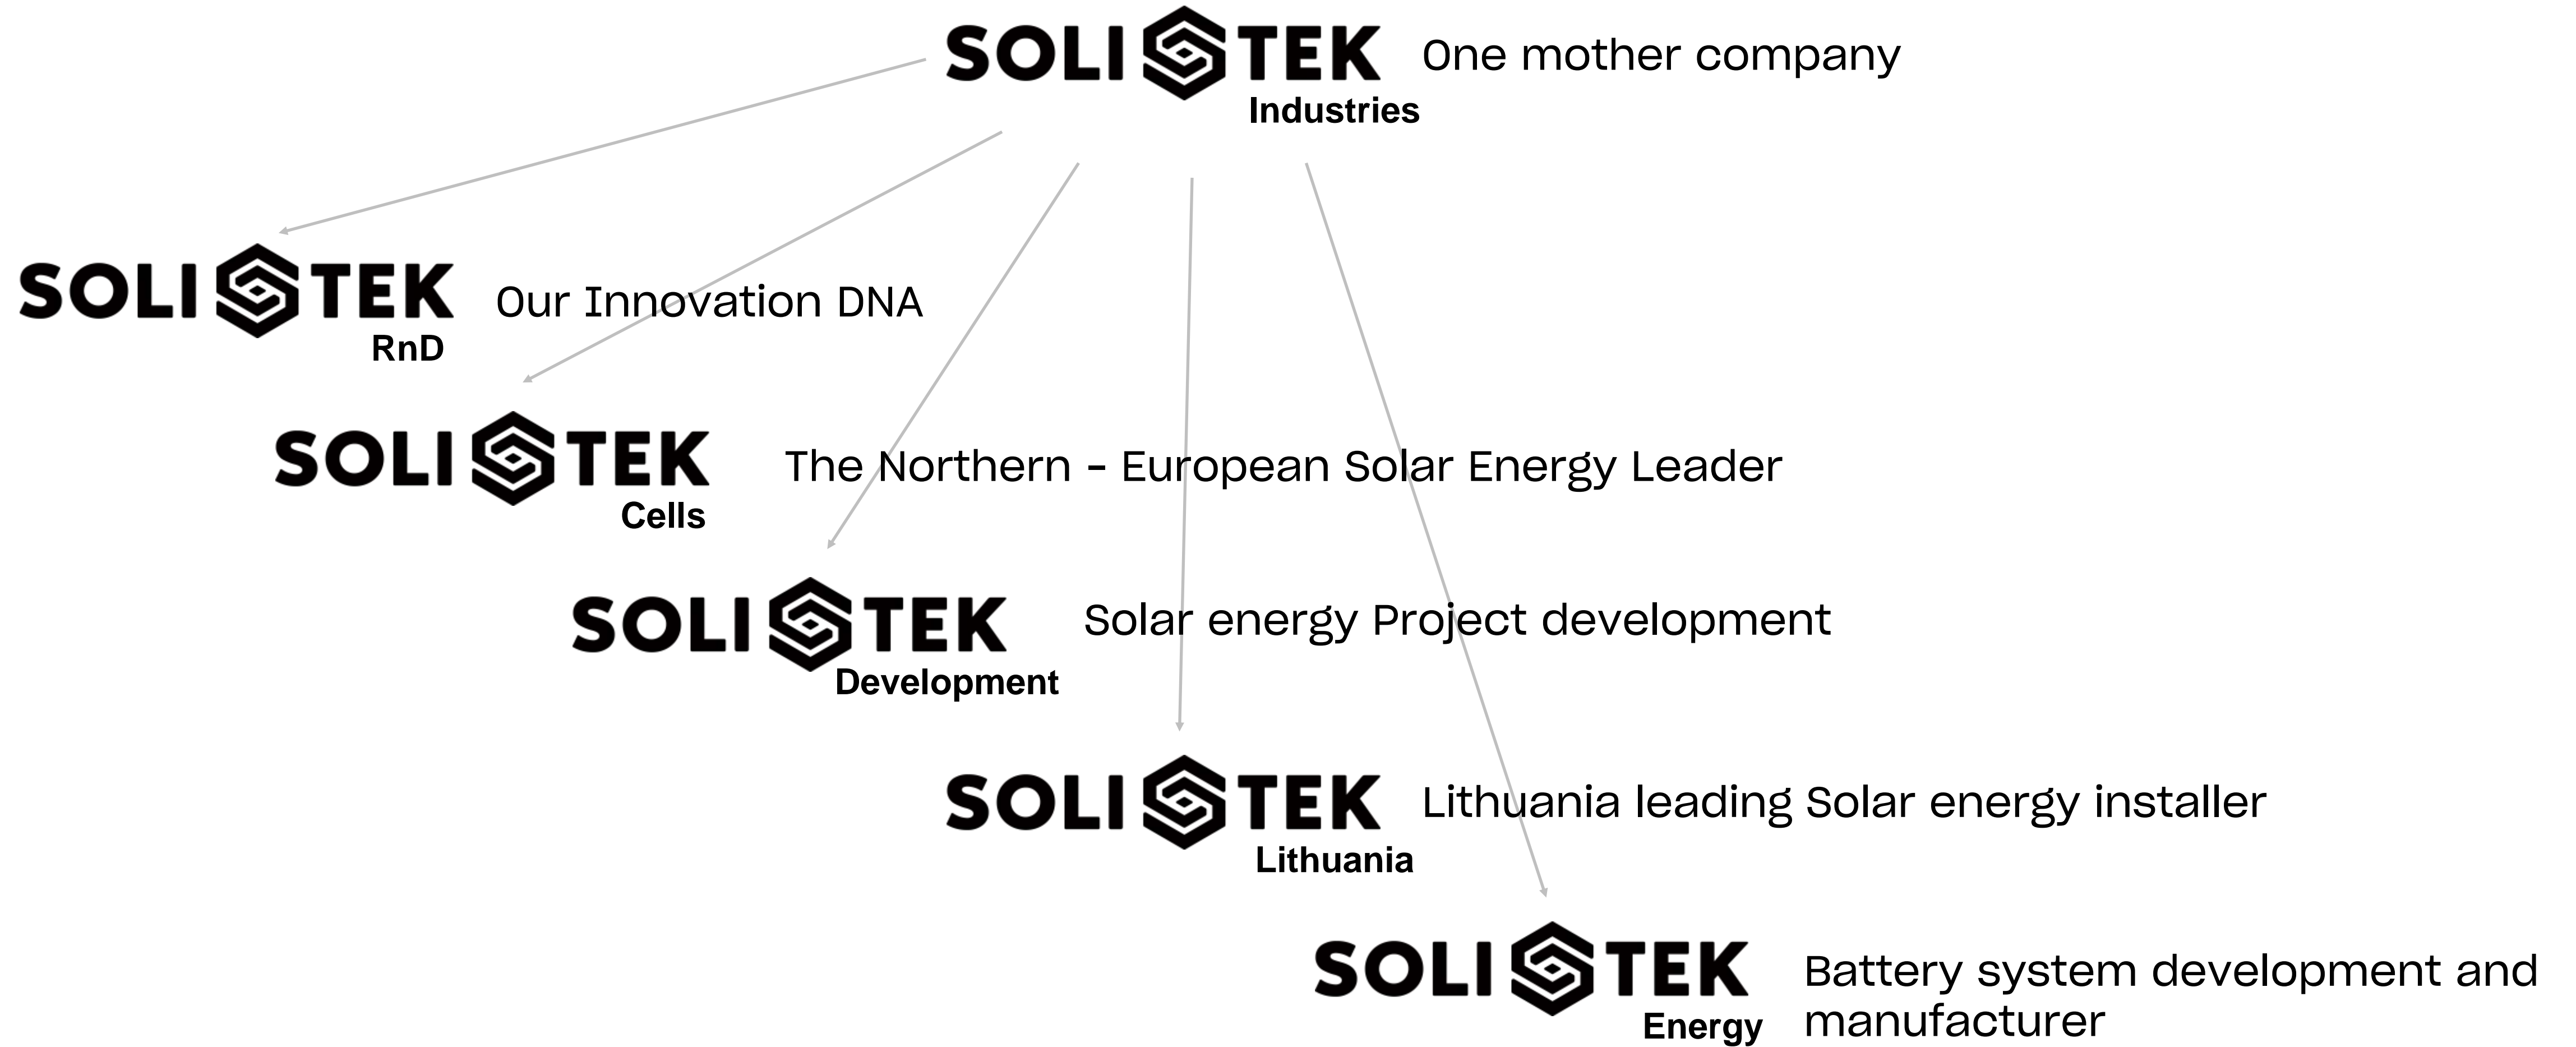 SOLITEK One mother company
Industries
SOLITEK Our Innovation DNA
RnD
SOLITEK The Northern - European Solar Energy Leader
Cells
SOLITEK Solar energy Project development
Development
SOLITEK Lithuania leading Solar energy installer
Lithuania
SOLITEK Battery system development and
Energy manufacturer